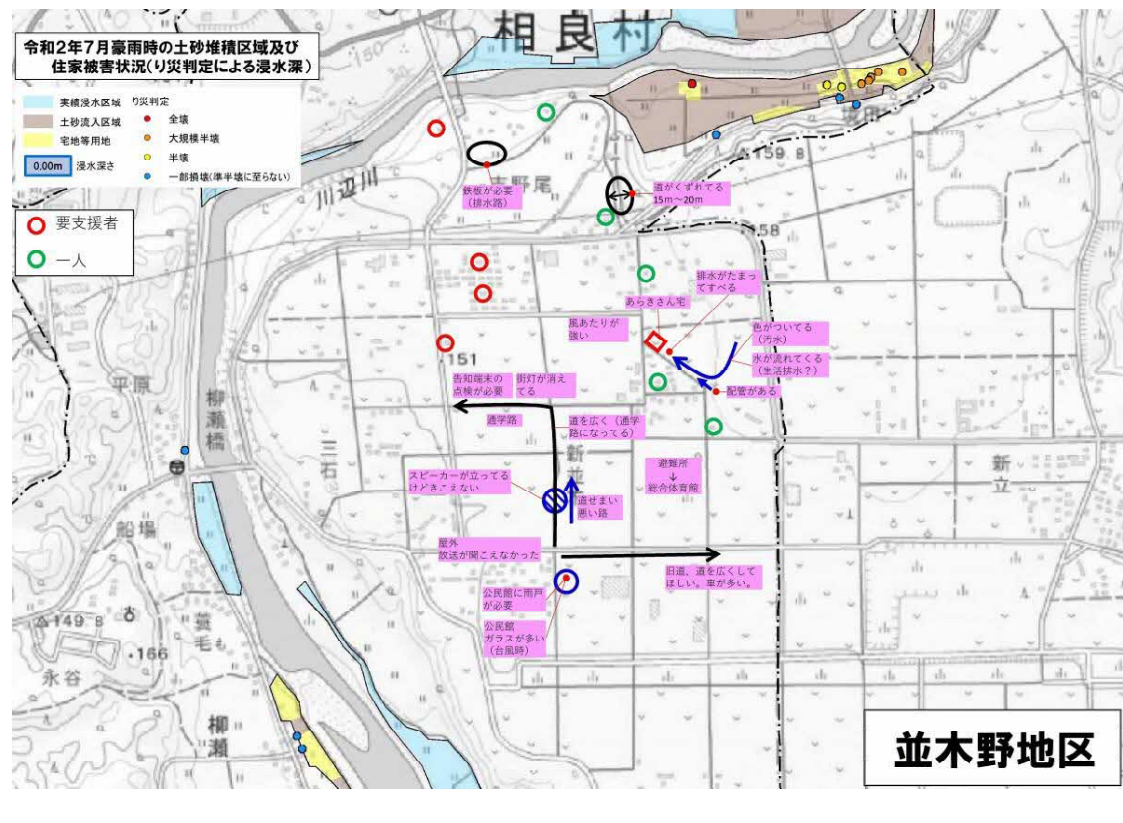 相良村
令和2年7月豪雨時の土砂堆積区域及び
住家被害状況(り災判定による浸水深)
実績浸水区域
土砂流入区域
宅地等用地
0.00m 浸水深さ
り災判定
全壊
大規模半壊
半壊
一部損壊(準半壊に至らない)
要支援者
一人
川辺川
鉄板が必要
(排水路)
吉野尾
道がくずれてる
15m~20m
159
158
排水がたまっ
てすべる
あらきさん宅
風あたりが
強い
色がついてる
(汚水)
水が流れてくる
(生活排水?)
配管がある
151
告知端末の
点検が必要
街灯が消え
てる
通学路
道を広く(通学
路になってる)
平原
柳瀬橋
三石
新並
新立
スピーカーが立ってる
けどきこえない
道せまい
悪い路
避難所
↓
総合体育館
屋外
放送が聞こえなかった
旧道、道を広くして
ほしい。車が多い。
公民館に雨戸
が必要
公民館
ガラスが多い
(台風時)
船場
149
166
永谷
柳瀬
並木野地区